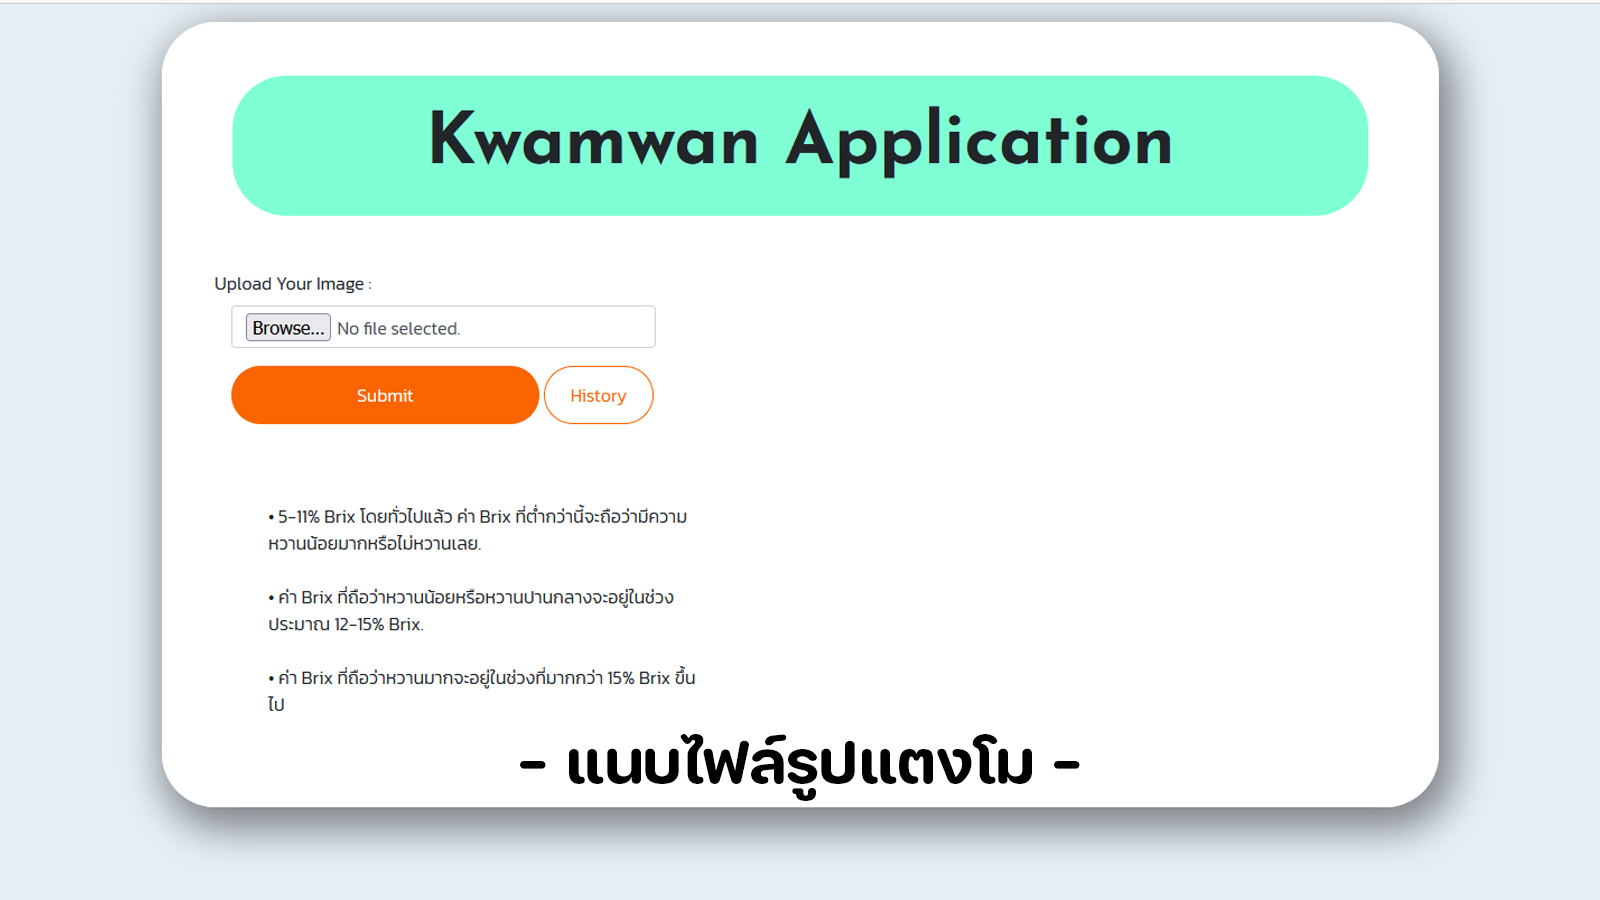 Kwamwan Application
Upload Your Image :
Browse... No file selected.
Submit History
• 5-11% Brix โดยทั่วไปแล้ว ค่า Brix ที่ต่ำกว่านี้จะถือว่ามีความ
หวานน้อยมากหรือไม่หวานเลย.
• ค่า Brix ที่ถือว่าหวานน้อยหรือหวานปานกลางจะอยู่ในช่วง
ประมาณ 12-15% Brix.
• ค่า Brix ที่ถือว่าหวานมากจะอยู่ในช่วงที่มากกว่า 15% Brix ขึ้น
ไป
- แนบไฟล์รูปแตงโม -